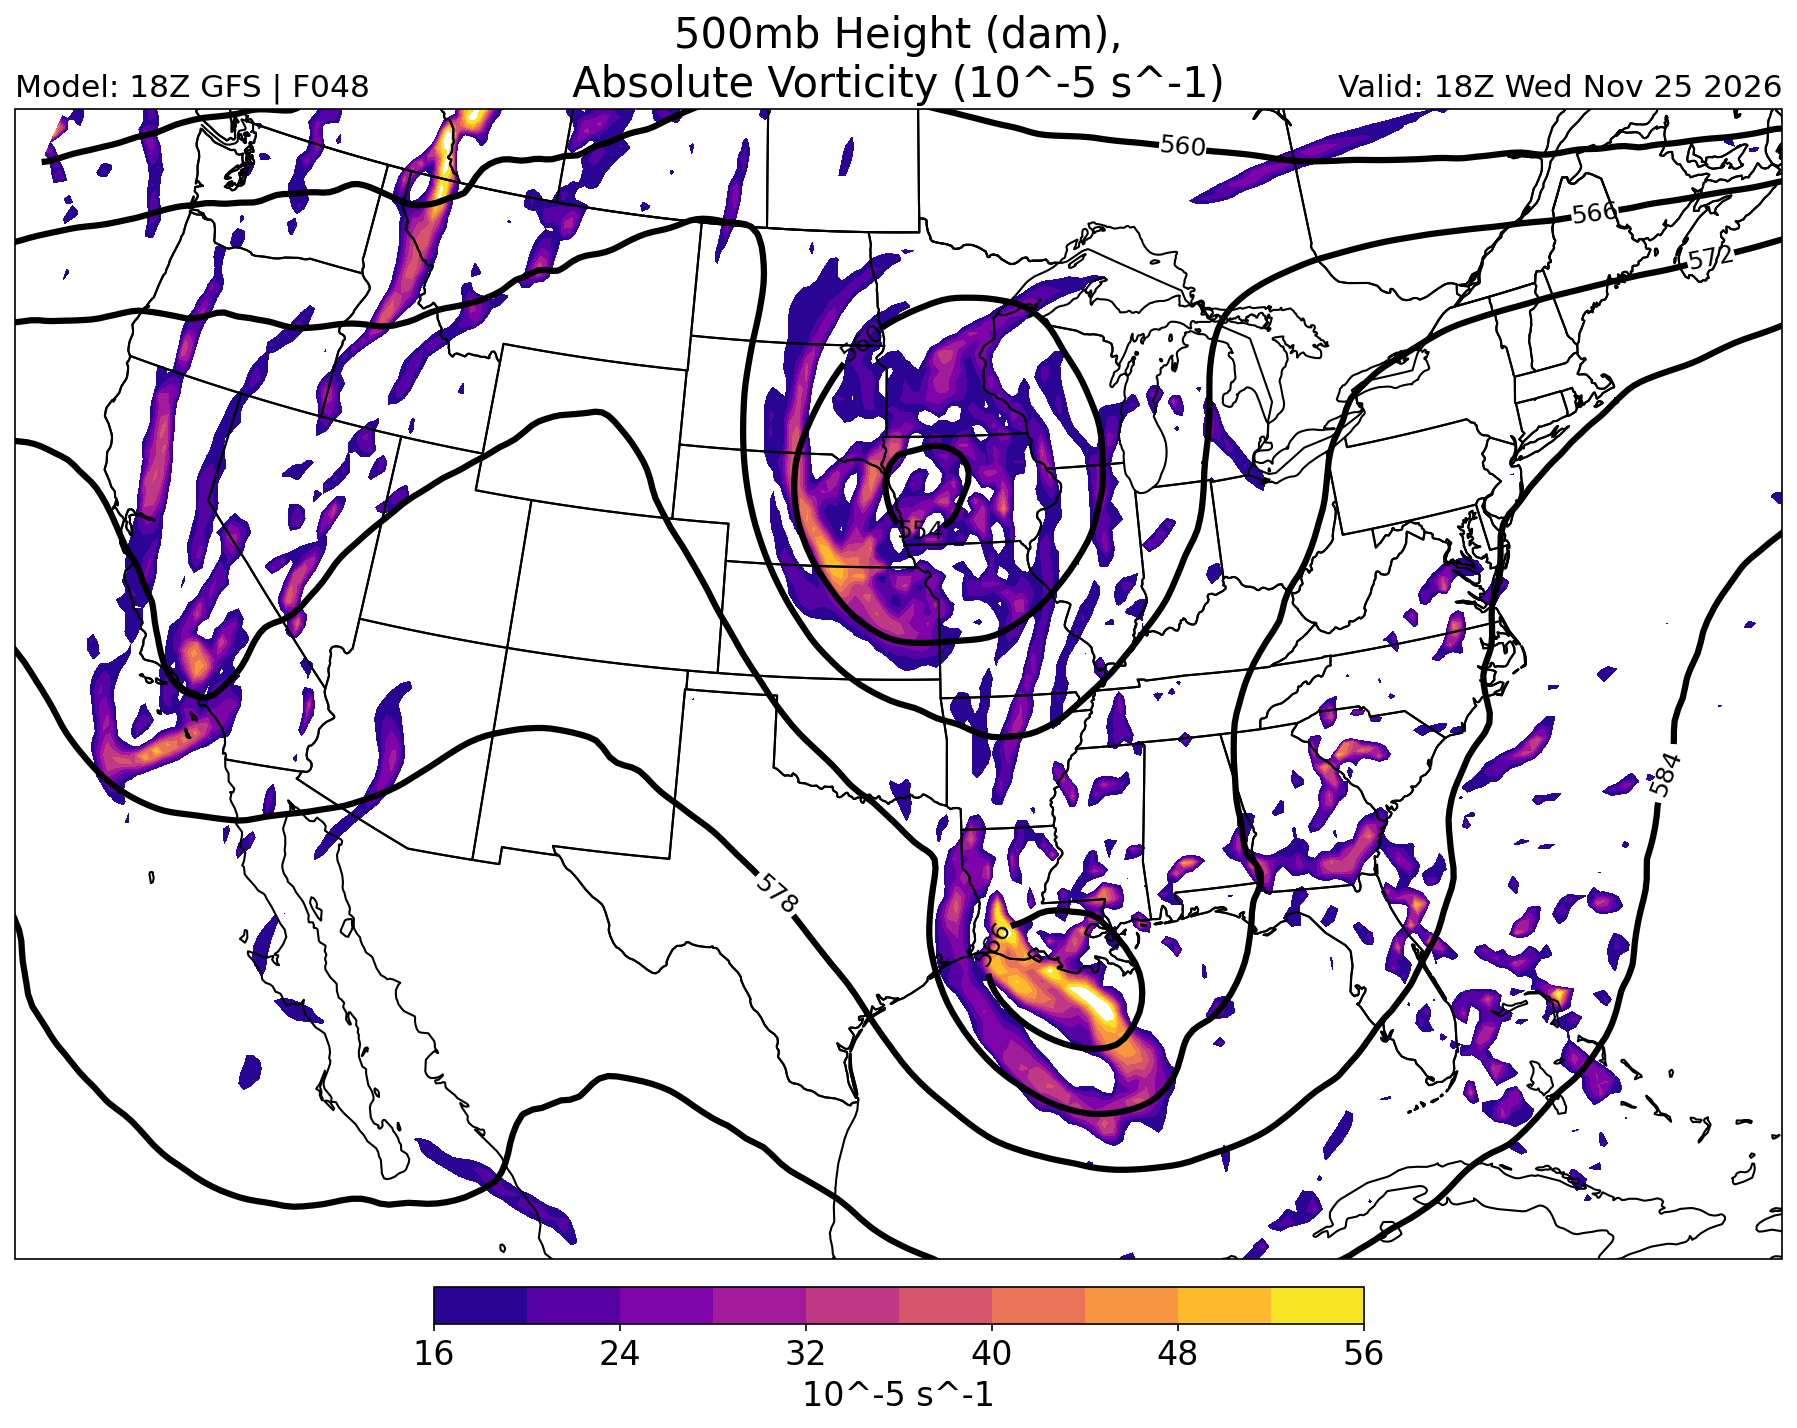 500mb Height (dam),
Model: 18Z GFS | F048
Absolute Vorticity (10^-5 s^-1)
Valid: 18Z Wed Nov 25 2026
560
566
572
560
554
584
578
566
16 24 32 40 48 56
10^-5 s^-1